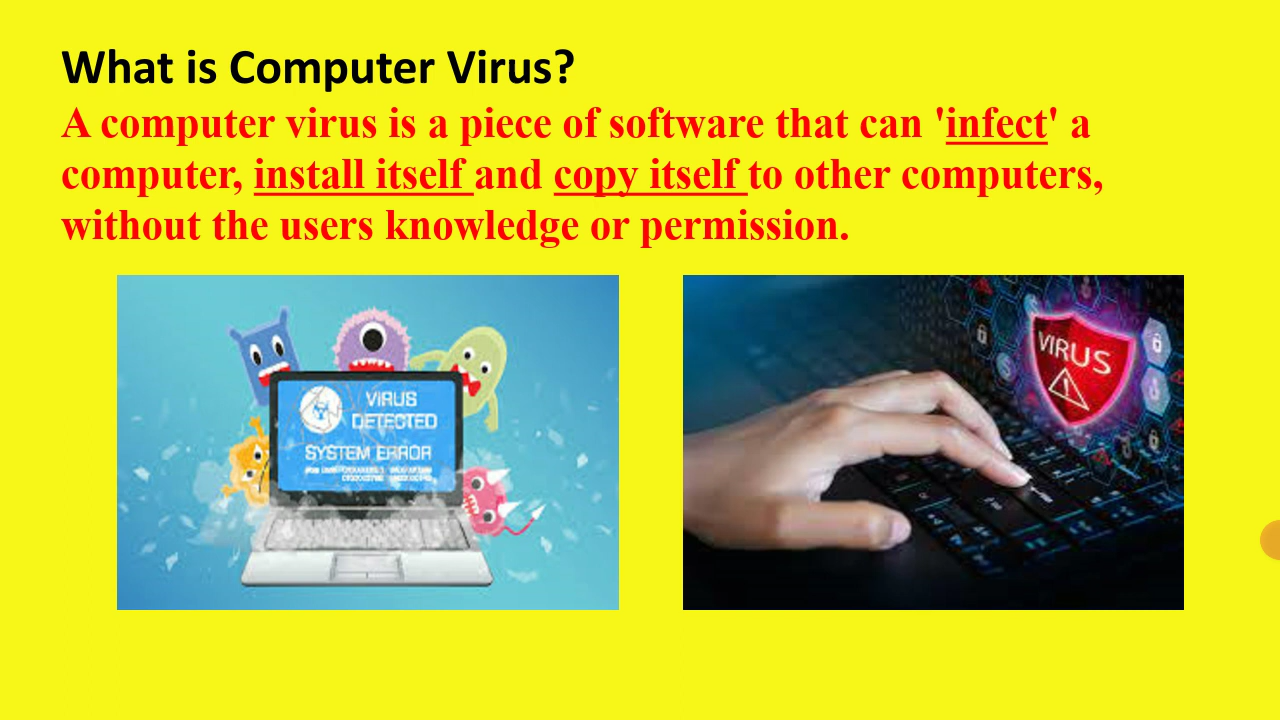 What is Computer Virus?
A computer virus is a piece of software that can 'infect' a
computer, install itself and copy itself to other computers,
without the users knowledge or permission.
VIRUS
DETECTED
SYSTEM ERROR
VIRUS